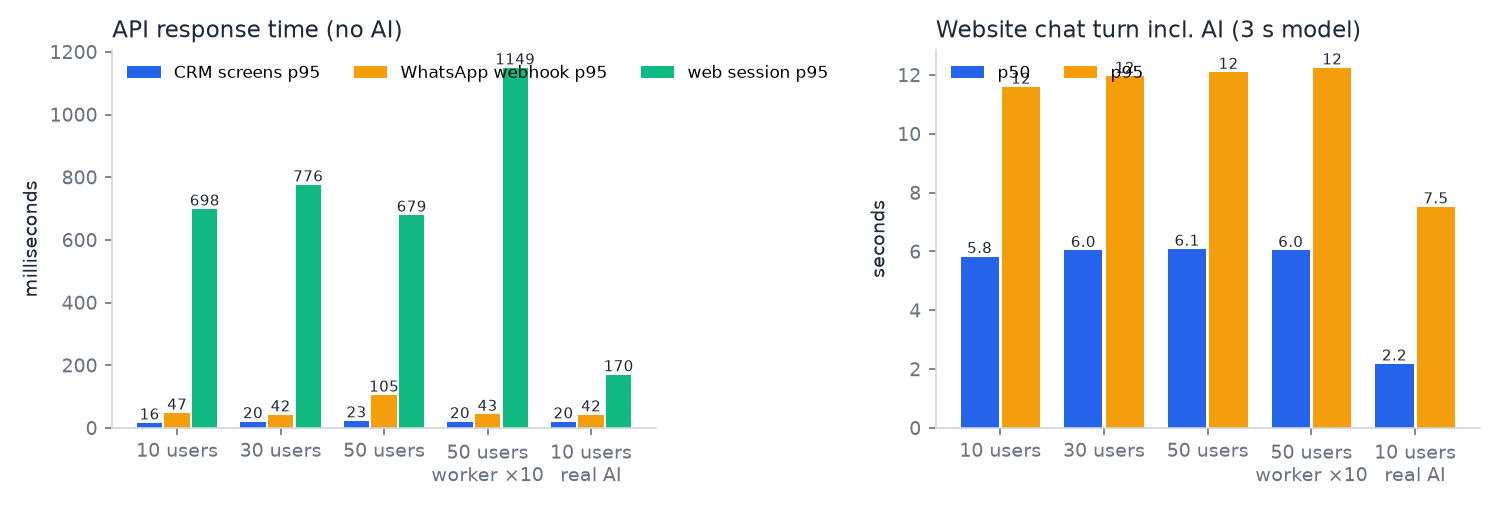 API response time (no AI)
CRM screens p95
WhatsApp webhook p95
web session p95
milliseconds
1200
1000
800
600
400
200
0
16
47
698
20
42
776
23
105
679
20
43
1149
20
42
170
10 users
30 users
50 users
50 users
worker ×10
10 users
real AI
Website chat turn incl. AI (3 s model)
p50
p95
seconds
12
10
8
6
4
2
0
5.8
12
6.0
12
6.1
12
6.0
12
2.2
7.5
10 users
30 users
50 users
50 users
worker ×10
10 users
real AI